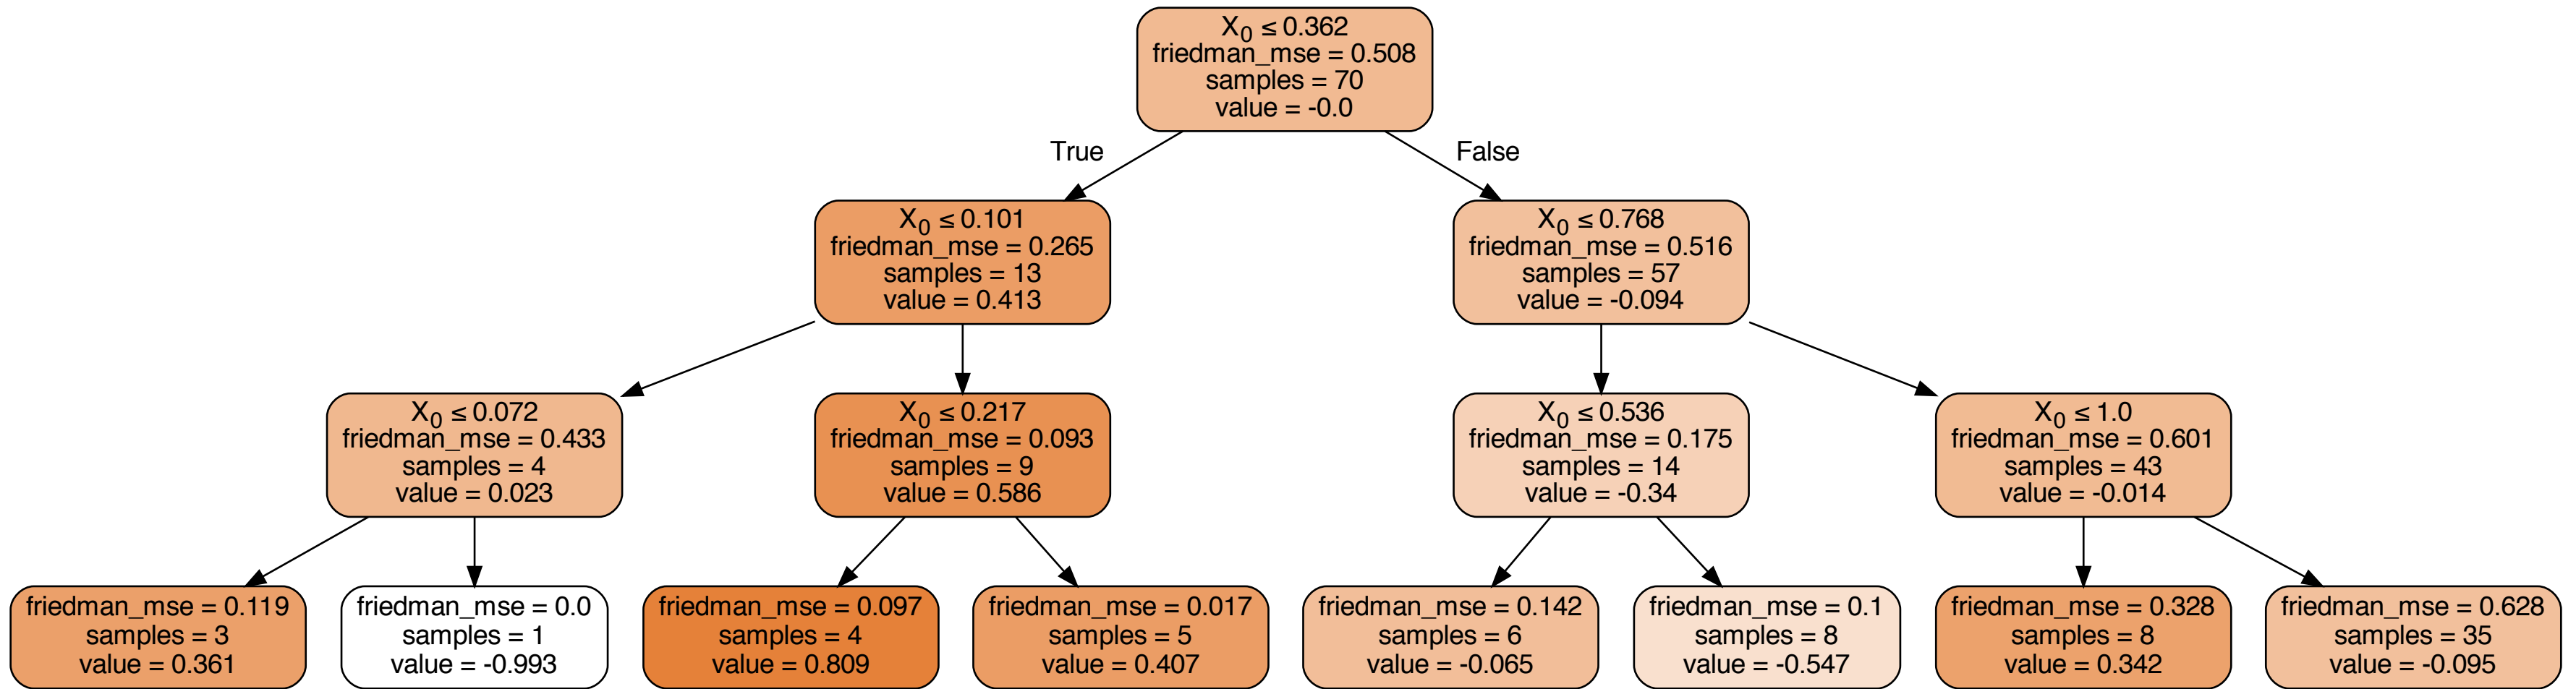 X0 ≤ 0.362
friedman_mse = 0.508
samples = 70
value = -0.0
True
False
X0 ≤ 0.101
friedman_mse = 0.265
samples = 13
value = 0.413
X0 ≤ 0.768
friedman_mse = 0.516
samples = 57
value = -0.094
X0 ≤ 0.072
friedman_mse = 0.433
samples = 4
value = 0.023
X0 ≤ 0.217
friedman_mse = 0.093
samples = 9
value = 0.586
X0 ≤ 0.536
friedman_mse = 0.175
samples = 14
value = -0.34
X0 ≤ 1.0
friedman_mse = 0.601
samples = 43
value = -0.014
friedman_mse = 0.119
samples = 3
value = 0.361
friedman_mse = 0.0
samples = 1
value = -0.993
friedman_mse = 0.097
samples = 4
value = 0.809
friedman_mse = 0.017
samples = 5
value = 0.407
friedman_mse = 0.142
samples = 6
value = -0.065
friedman_mse = 0.1
samples = 8
value = -0.547
friedman_mse = 0.328
samples = 8
value = 0.342
friedman_mse = 0.628
samples = 35
value = -0.095